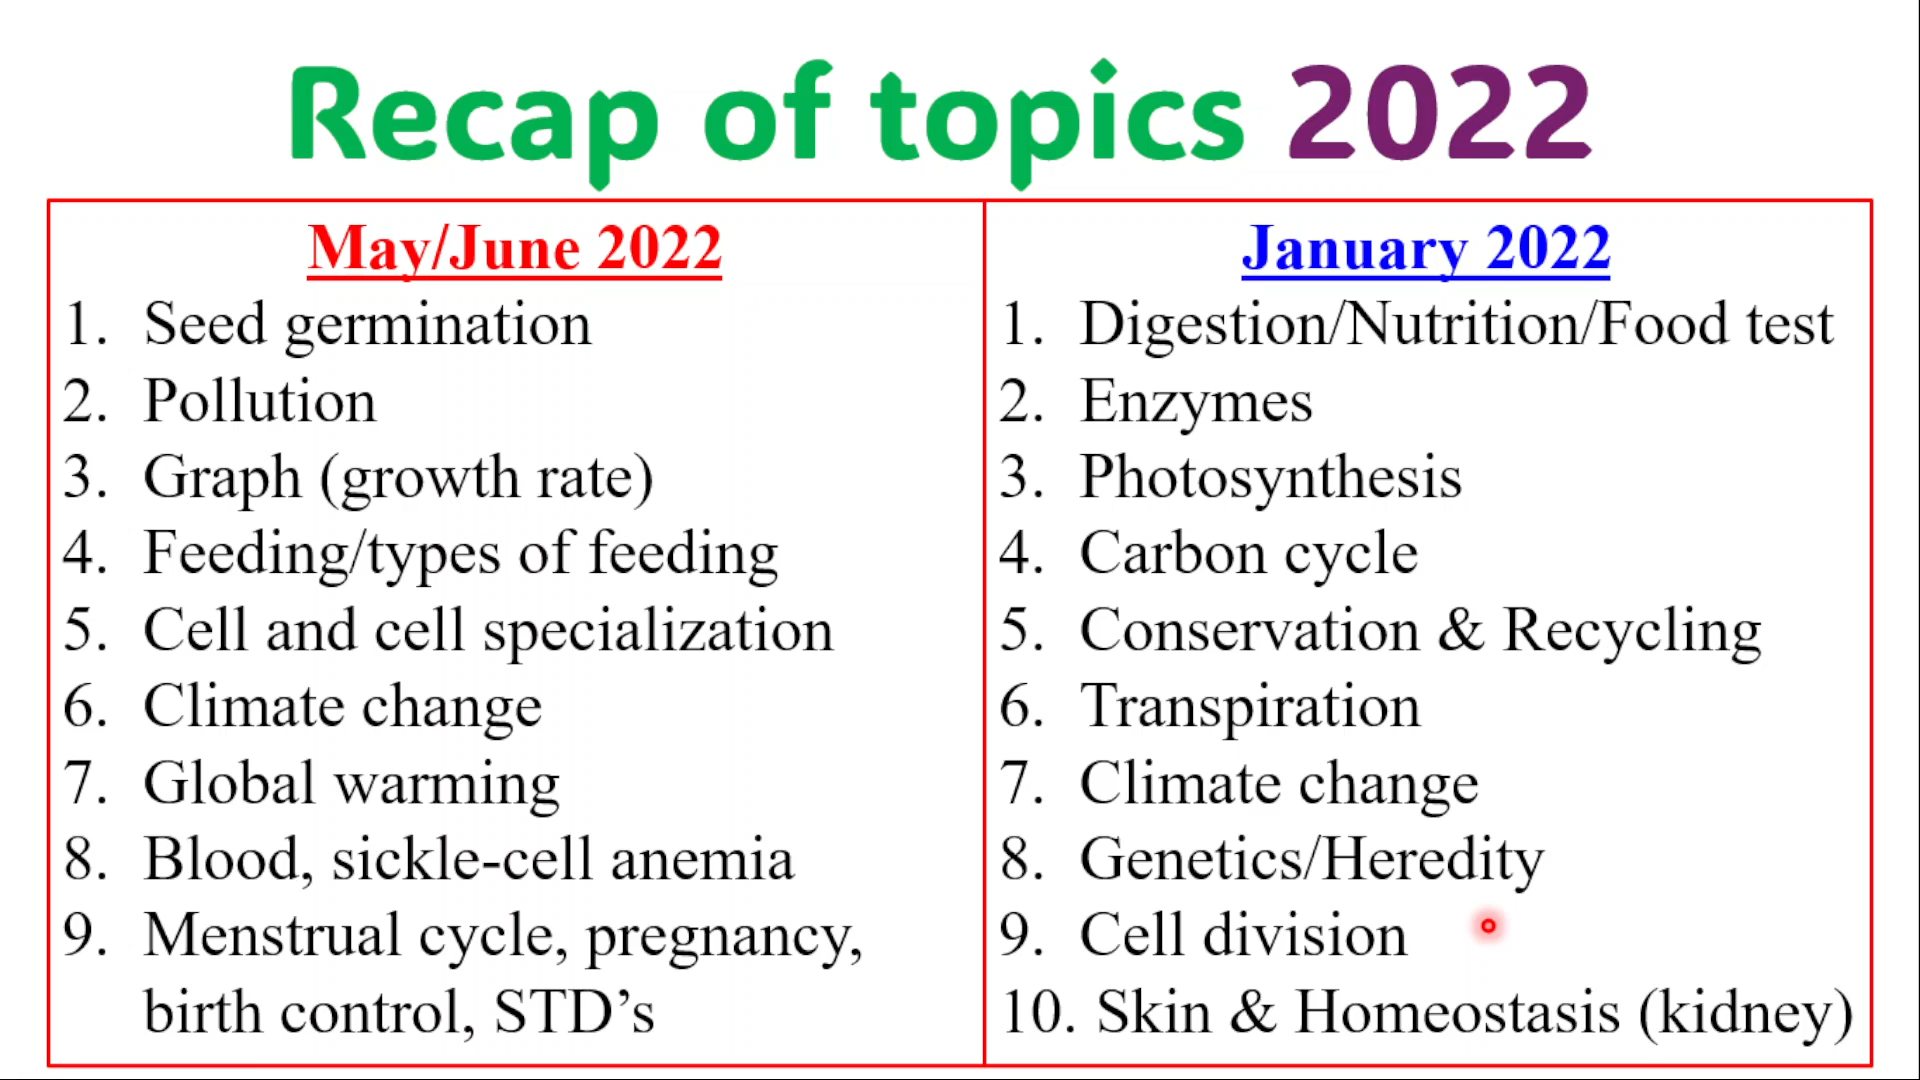 Recap of topics 2022
May/June 2022
1. Seed germination
2. Pollution
3. Graph (growth rate)
4. Feeding/types of feeding
5. Cell and cell specialization
6. Climate change
7. Global warming
8. Blood, sickle-cell anemia
9. Menstrual cycle, pregnancy,
birth control, STD’s
January 2022
1. Digestion/Nutrition/Food test
2. Enzymes
3. Photosynthesis
4. Carbon cycle
5. Conservation & Recycling
6. Transpiration
7. Climate change
8. Genetics/Heredity
9. Cell division
10. Skin & Homeostasis (kidney)